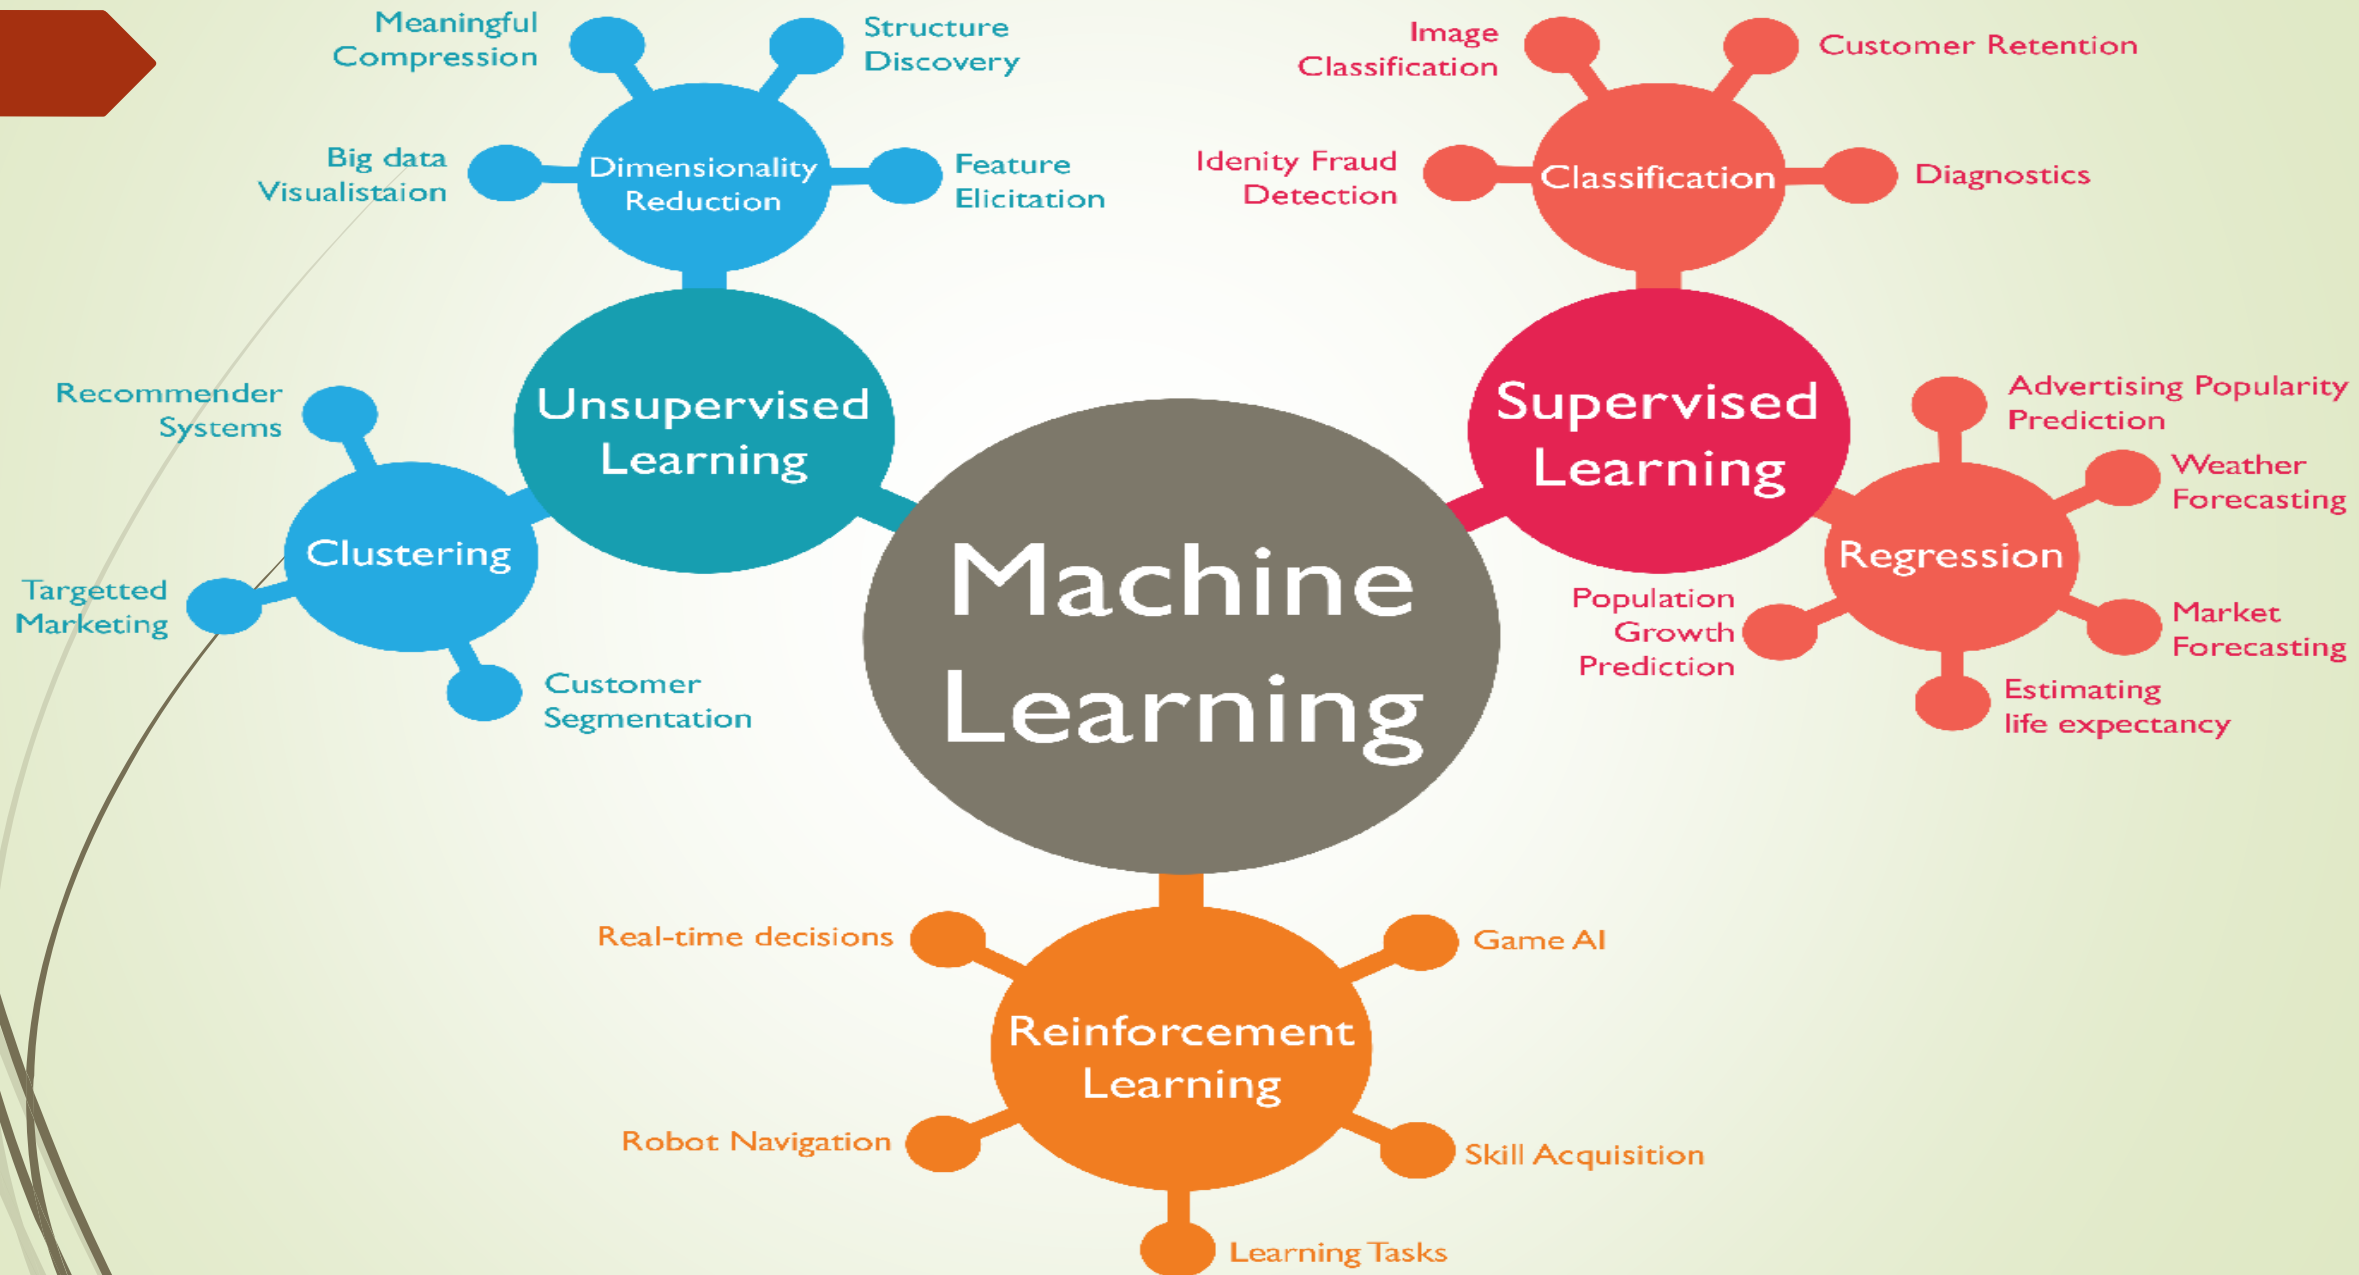 Meaningful
Compression
Structure
Discovery
Big data
Visualistaion
Dimensionality
Reduction
Feature
Elicitation
Image
Classification
Customer Retention
Idenity Fraud
Detection
Classification
Diagnostics
Unsupervised
Learning
Recommender
Systems
Clustering
Targetted
Marketing
Customer
Segmentation
Machine
Learning
Supervised
Learning
Advertising Popularity
Prediction
Weather
Forecasting
Regression
Population
Growth
Prediction
Market
Forecasting
Estimating
life expectancy
Real-time decisions
Game AI
Reinforcement
Learning
Robot Navigation
Skill Acquisition
Learning Tasks